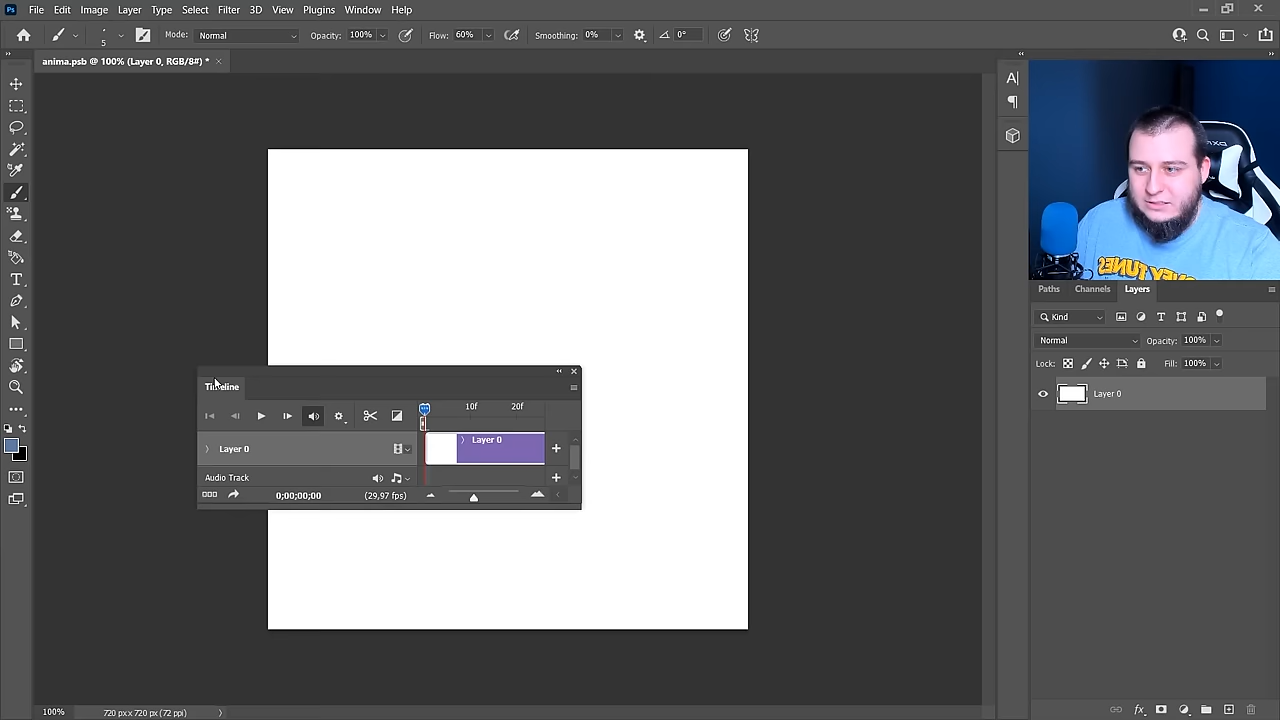 Ps File Edit Image Layer Type Select Filter 3D View Plugins Window Help
5 Mode: Normal Opacity: 100% Flow: 60% Smoothing: 0% 0°
anima.psb @ 100% (Layer 0, RGB/8#) *
Paths Channels Layers
Kind
Normal Opacity: 100%
Lock: Fill: 100%
Layer 0
Timeline
10f 20f
Layer 0 Layer 0
Audio Track
0;00;00;00 (29,97 fps)
100% 720 px x 720 px (72 ppi)